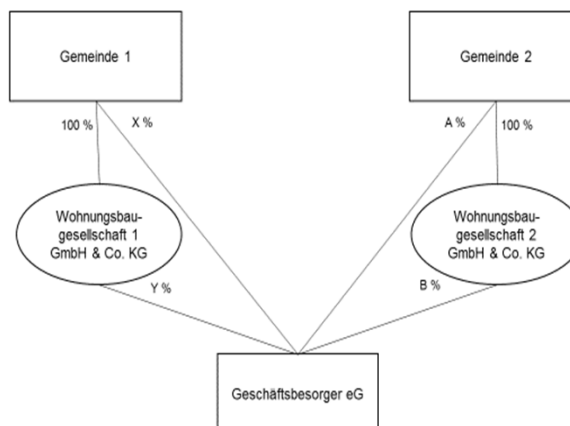 Gemeinde 1
Gemeinde 2
100 %
X %
A %
100 %
Wohnungsbau-
gesellschaft 1
GmbH & Co. KG
Wohnungsbau-
gesellschaft 2
GmbH & Co. KG
Y %
B %
Geschäftsbesorger eG